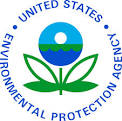 UNITED STATES
ENVIRONMENTAL PROTECTION AGENCY